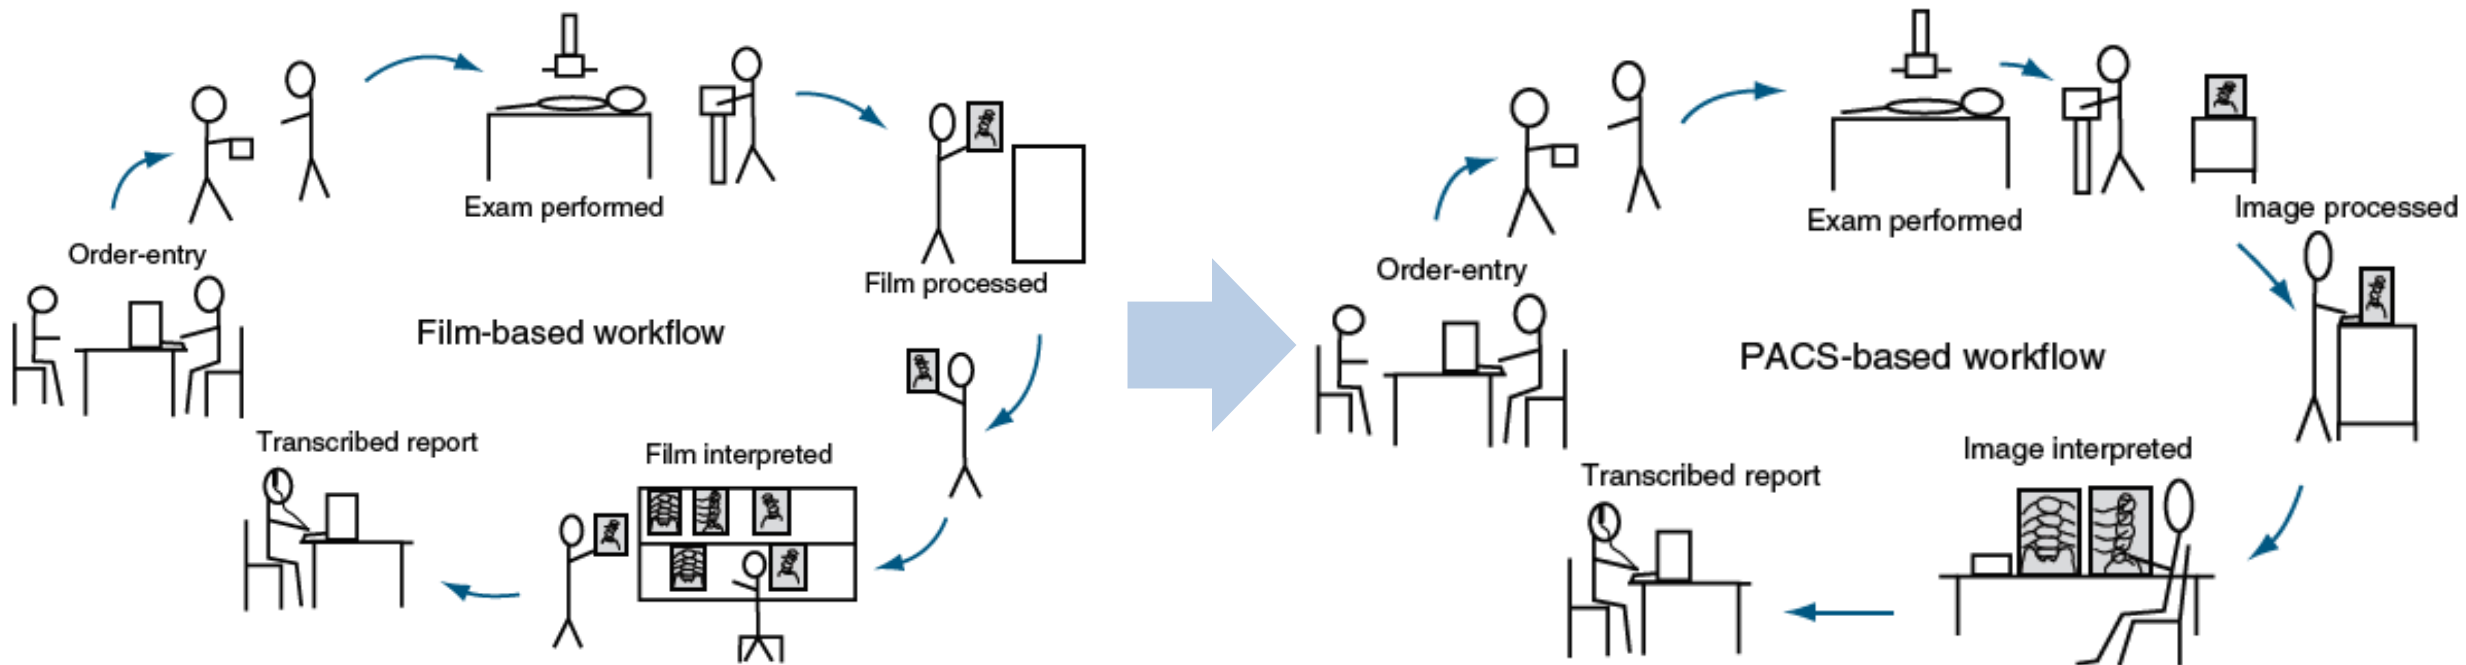 Exam performed
Film processed
Order-entry
Film-based workflow
Transcribed report
Film interpreted
Exam performed
Image processed
Order-entry
PACS-based workflow
Image interpreted
Transcribed report